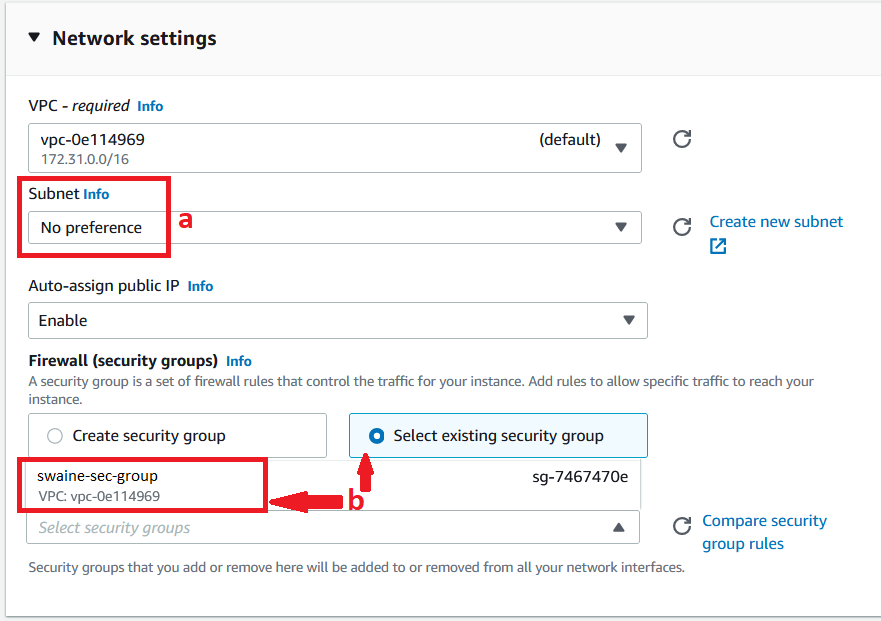 Network settings
VPC - required Info
vpc-0e114969 (default)
172.31.0.0/16
Subnet Info
a
No preference
Create new subnet
Auto-assign public IP Info
Enable
Firewall (security groups) Info
A security group is a set of firewall rules that control the traffic for your instance. Add rules to allow specific traffic to reach your
instance.
Create security group Select existing security group
swaine-sec-group sg-7467470e
VPC: vpc-0e114969
b
Select security groups
Compare security
group rules
Security groups that you add or remove here will be added to or removed from all your network interfaces.